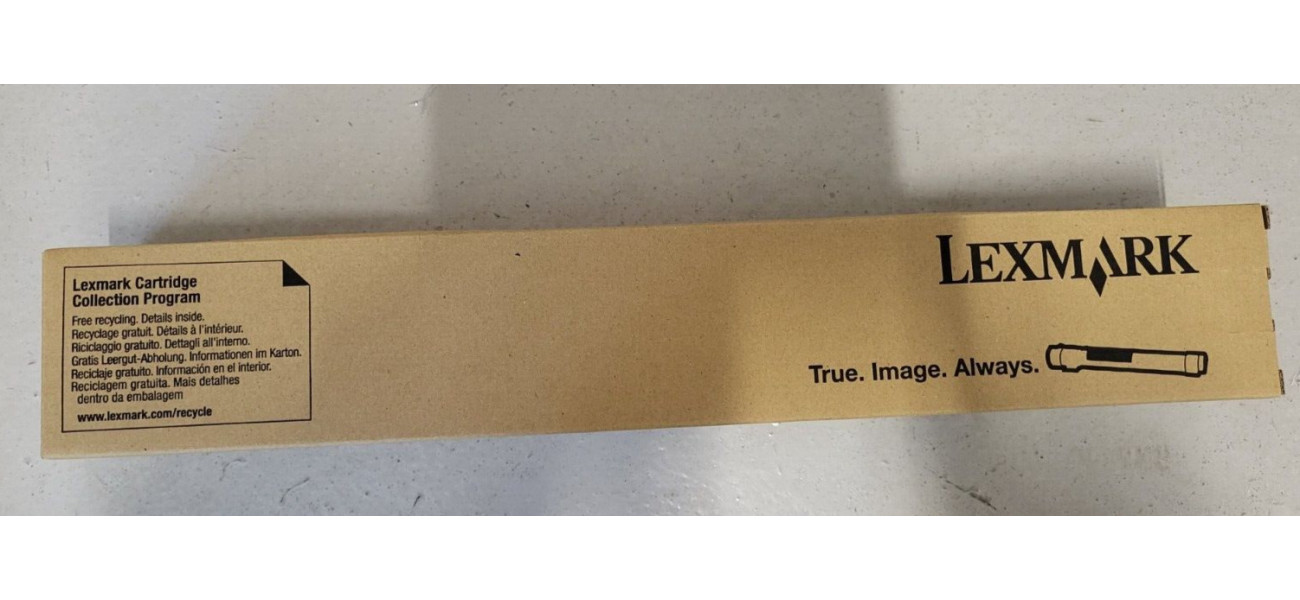 Lexmark Cartridge
Collection Program
Free recycling. Details inside.
Recyclage gratuit. Détails à l'intérieur.
Riciclaggio gratuito. Dettagli all'interno.
Gratis Leergut-Abholung. Informationen im Karton.
Reciclaje gratuito. Información en el interior.
Reciclagem gratuita. Mais detalhes
dentro da embalagem
www.lexmark.com/recycle
LEXMARK
True. Image. Always.